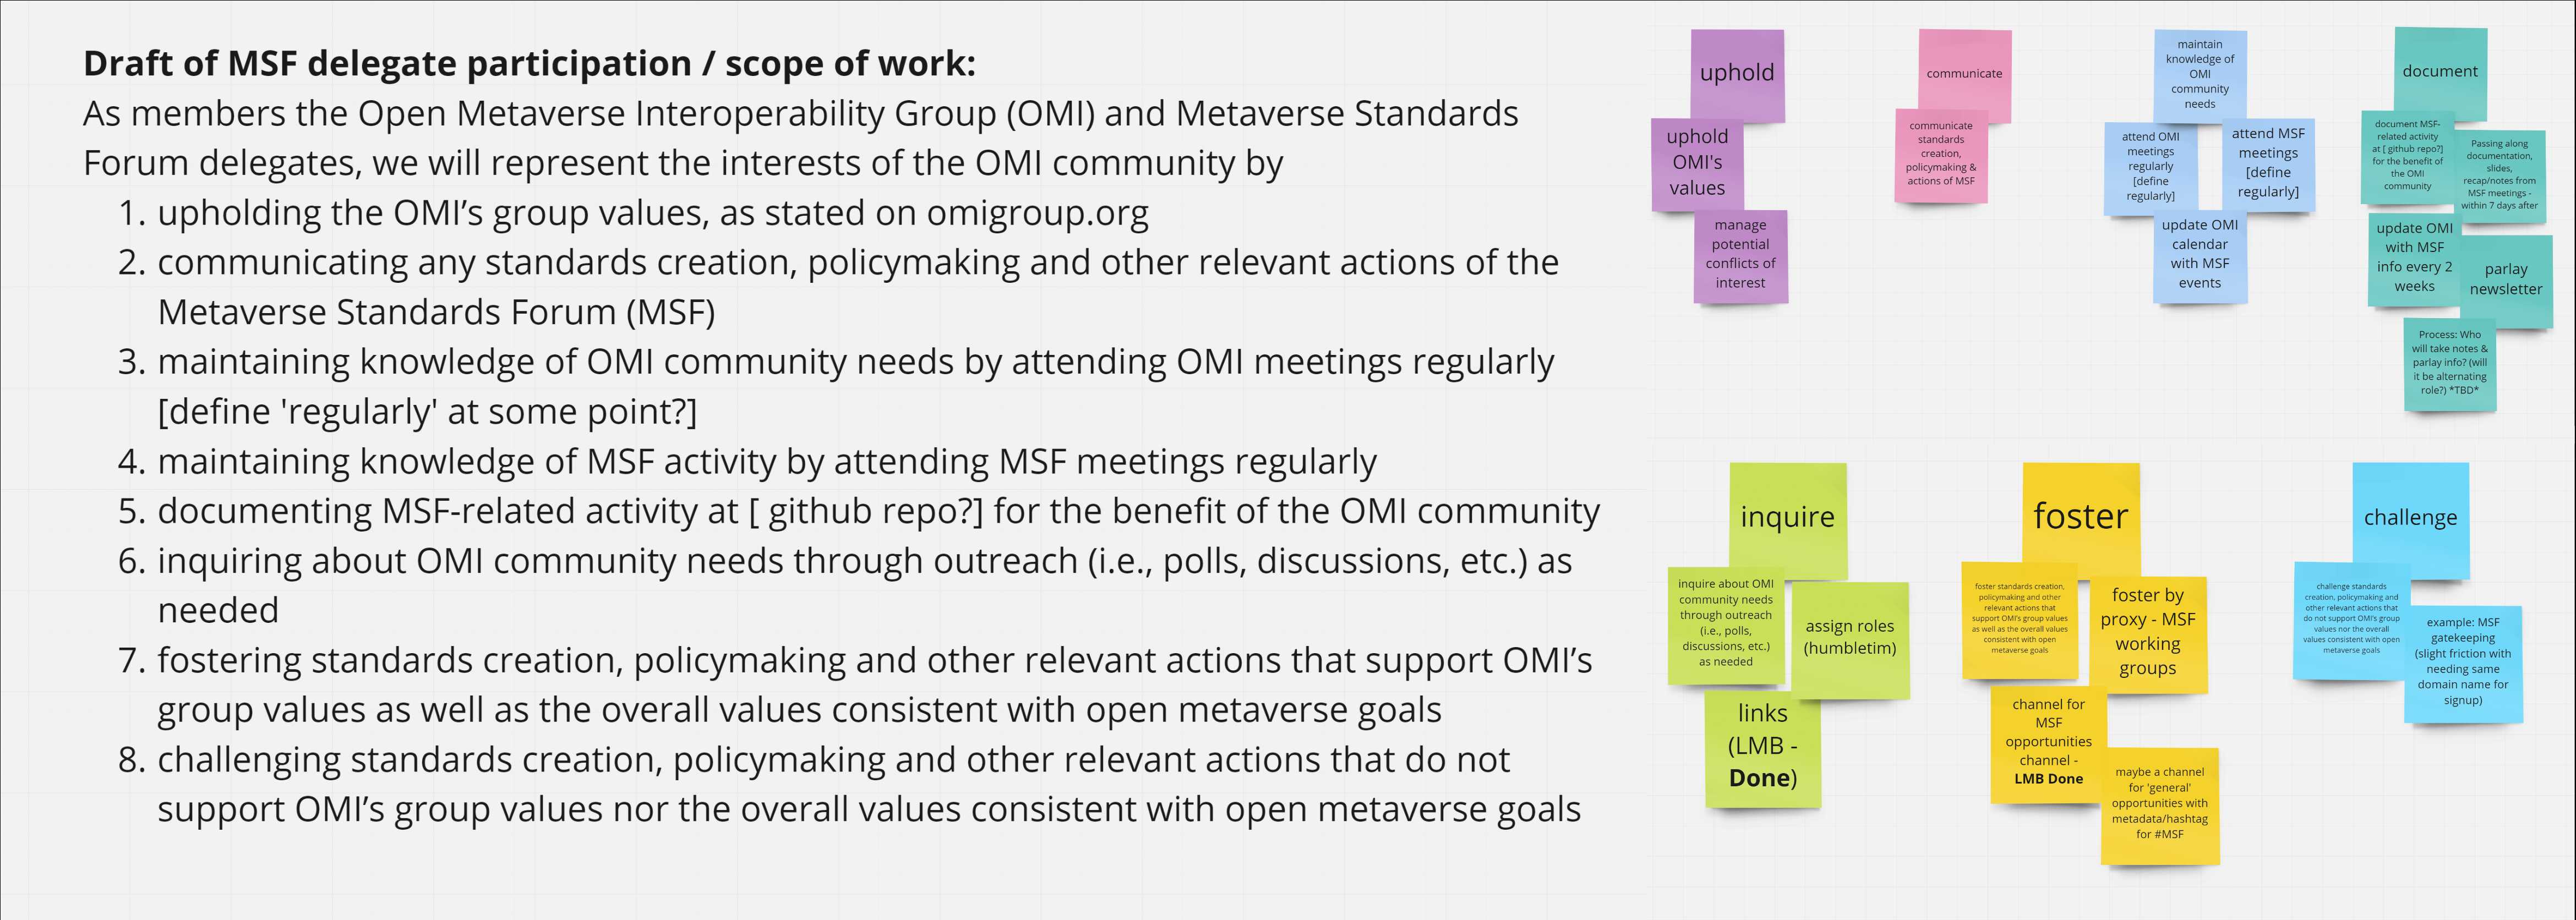 Draft of MSF delegate participation / scope of work:
As members the Open Metaverse Interoperability Group (OMI) and Metaverse Standards
Forum delegates, we will represent the interests of the OMI community by
1. upholding the OMI’s group values, as stated on omigroup.org
2. communicating any standards creation, policymaking and other relevant actions of the
Metaverse Standards Forum (MSF)
3. maintaining knowledge of OMI community needs by attending OMI meetings regularly
[define 'regularly' at some point?]
4. maintaining knowledge of MSF activity by attending MSF meetings regularly
5. documenting MSF-related activity at [ github repo?] for the benefit of the OMI community
6. inquiring about OMI community needs through outreach (i.e., polls, discussions, etc.) as
needed
7. fostering standards creation, policymaking and other relevant actions that support OMI’s
group values as well as the overall values consistent with open metaverse goals
8. challenging standards creation, policymaking and other relevant actions that do not
support OMI’s group values nor the overall values consistent with open metaverse goals
uphold
uphold
OMI's
values
manage
potential
conflicts of
interest
communicate
communicate
standards
creation,
policymaking &
actions of MSF
maintain
knowledge of
OMI
community
needs
attend OMI
meetings
regularly
[define
regularly]
attend MSF
meetings
[define
regularly]
update OMI
calendar
with MSF
events
document
document MSF-
related activity
at [ github repo?]
for the benefit of
the OMI
community
Passing along
documentation,
slides,
recap/notes from
MSF meetings -
within 7 days after
update OMI
with MSF
info every 2
weeks
parlay
newsletter
Process: Who
will take notes &
parlay info? (will
it be alternating
role?) *TBD*
inquire
inquire about OMI
community needs
through outreach
(i.e., polls,
discussions, etc.)
as needed
assign roles
(humbletim)
links
(LMB -
Done)
foster
foster standards creation,
policymaking and other
relevant actions that
support OMI's group values
as well as the overall values
consistent with open
metaverse goals
foster by
proxy - MSF
working
groups
channel for
MSF
opportunities
channel -
LMB Done
maybe a channel
for 'general'
opportunities with
metadata/hashtag
for #MSF
challenge
challenge standards
creation, policymaking and
other relevant actions that
do not support OMI's group
values nor the overall
values consistent with open
metaverse goals
example: MSF
gatekeeping
(slight friction with
needing same
domain name for
signup)